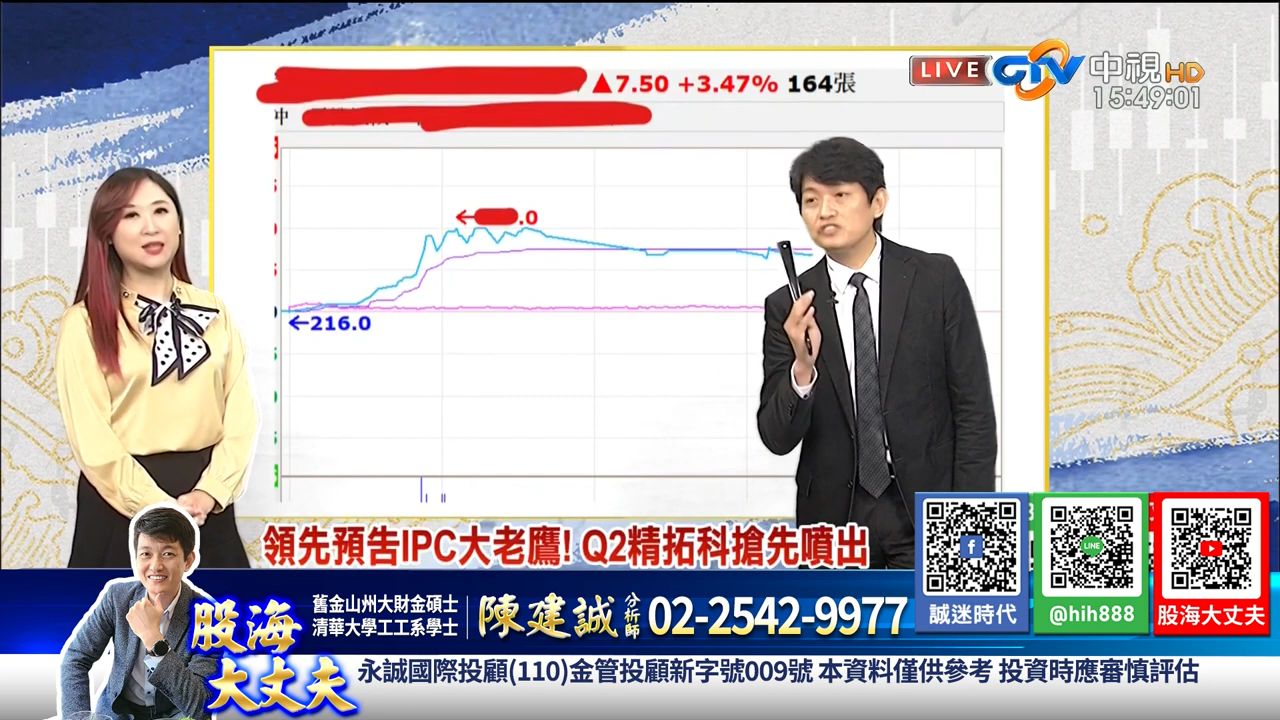 LIVE CTV 中視HD
15:49:01
▲7.50 +3.47% 164張
中
←.0
←216.0
領先預告IPC大老鷹! Q2精拓科搶先噴出
股海大丈夫
舊金山州大財金碩士
清華大學工工系學士
陳建誠 分析師
02-2542-9977
誠迷時代
LINE
@hih888
股海大丈夫
永誠國際投顧(110)金管投顧新字號009號 本資料僅供參考 投資時應審慎評估